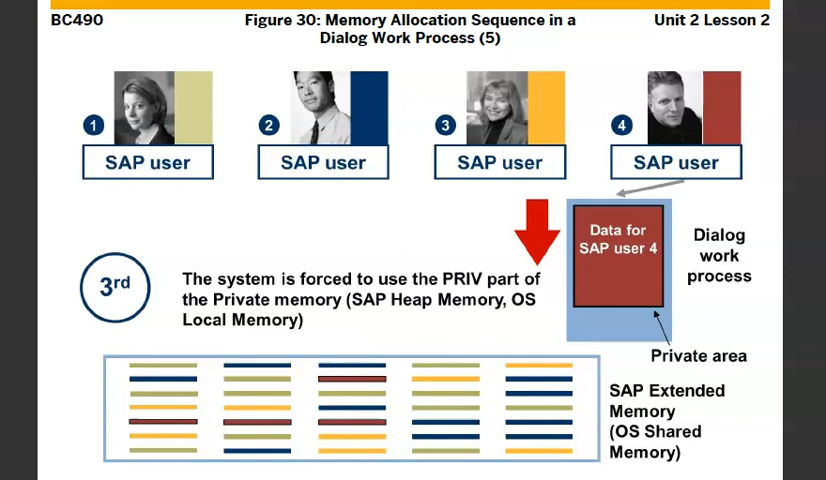 BC490
Figure 30: Memory Allocation Sequence in a
Dialog Work Process (5)
Unit 2 Lesson 2
1
2
3
4
SAP user
SAP user
SAP user
SAP user
Data for
SAP user 4
Dialog
work
process
3rd
The system is forced to use the PRIV part of
the Private memory (SAP Heap Memory, OS
Local Memory)
Private area
SAP Extended
Memory
(OS Shared
Memory)